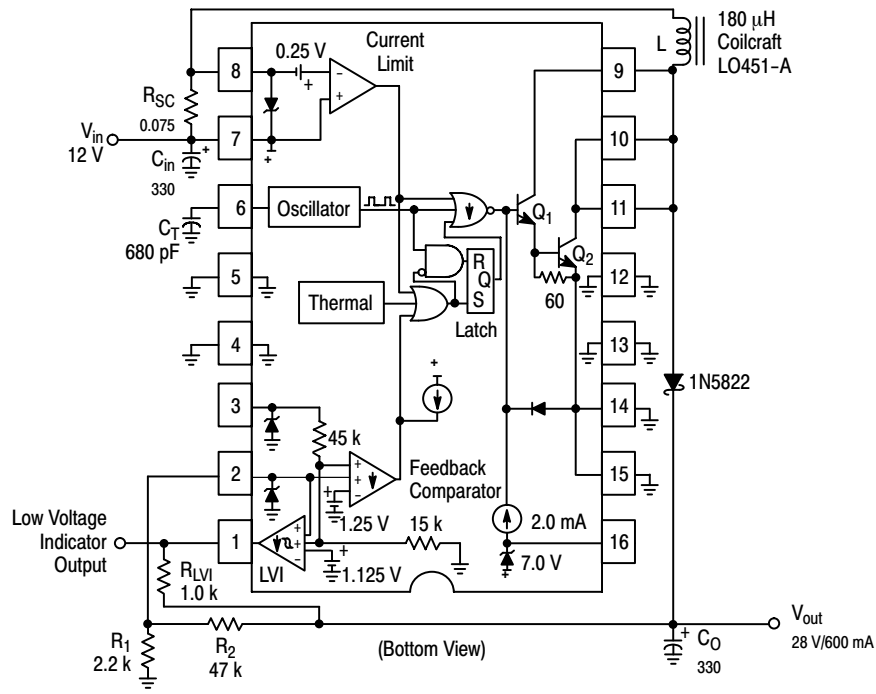 180 µH
Coilcraft
LO451-A
L
Current
Limit
0.25 V
-
+
+
8
9
RSC
0.075
Vin
12 V
7
+
+
Cin
330
10
6
Oscillator
CT
680 pF
11
Q1
Q2
5
R
Q
S
Latch
60
12
Thermal
4
13
+
1N5822
3
14
45 k
2
+
+
-
Feedback
Comparator
15
+
1.25 V
15 k
2.0 mA
Low Voltage
Indicator
Output
1
+
+
-
+
1.125 V
LVI
7.0 V
+
16
RLVI
1.0 k
Vout
28 V/600 mA
R1
2.2 k
R2
47 k
(Bottom View)
+
CO
330